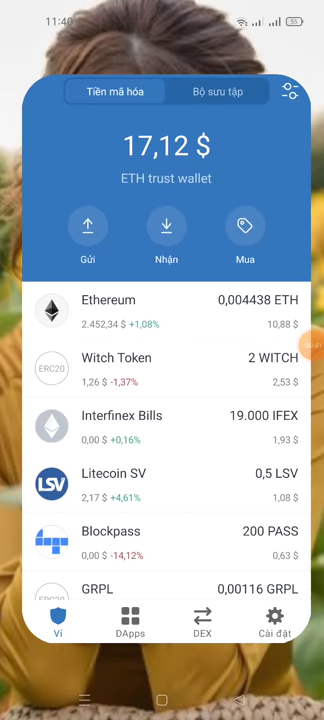 11:40
55
Tiền mã hóa
Bộ sưu tập
17,12 $
ETH trust wallet
Gửi
Nhận
Mua
Ethereum
0,004438 ETH
2.452,34 $ +1,08%
10,88 $
ERC20
Witch Token
2 WITCH
1,26 $ -1,37%
2,53 $
Interfinex Bills
19.000 IFEX
0,00 $ +0,16%
1,93 $
LSV
Litecoin SV
0,5 LSV
2,17 $ +4,61%
1,08 $
Blockpass
200 PASS
0,00 $ -14,12%
0,63 $
ERC20
GRPL
0,00116 GRPL
00:41
Ví
DApps
DEX
Cài đặt